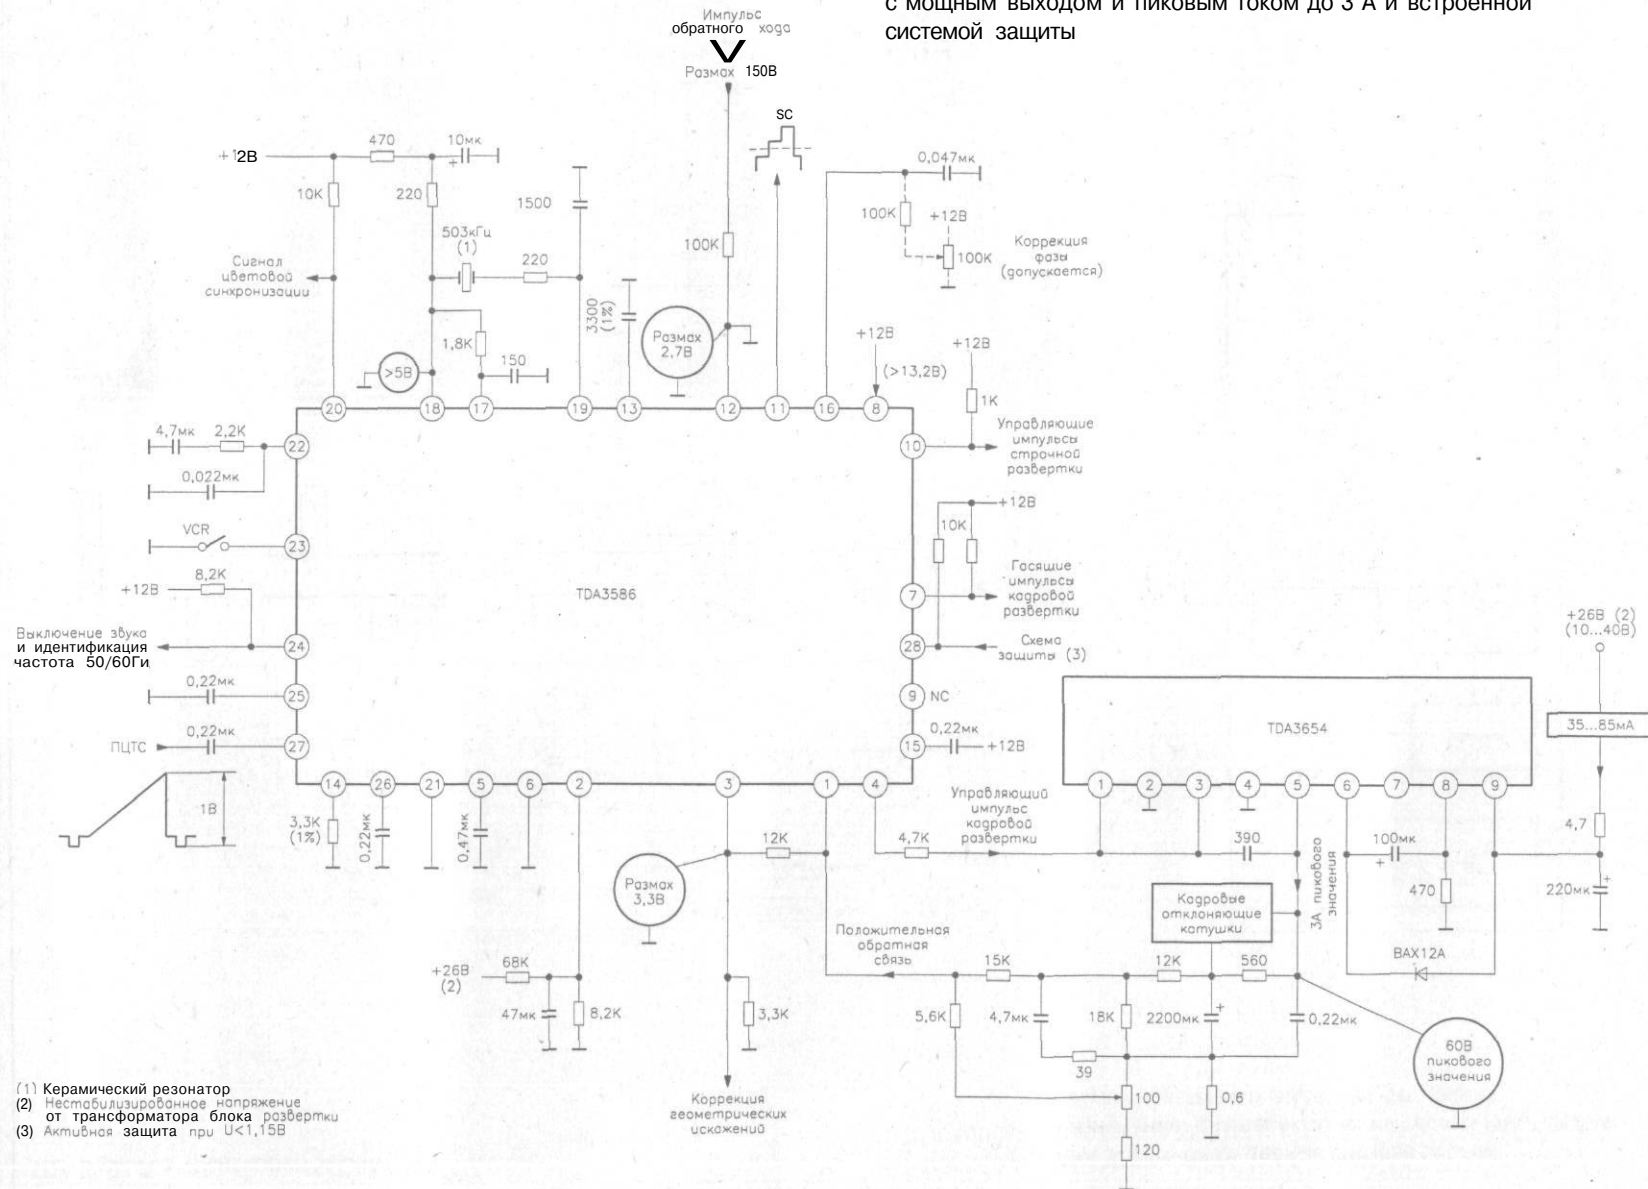 с мощным выходом и пиковым током до 3 А и встроенной
системой защиты
Импульс
обратного хода
Размах 150В
SC
+12В
470
10мк
+
10К
220
1500
503кГц
(1)
220
Сигнал
цветовой
синхронизации
1,8К
150
>5В
3300
(1%)
100К
Размах
2,7В
0,047мк
100К
+12В
100К
Коррекция
фазы
(допускается)
+12В
(>13,2В)
+12В
1К
20
18
17
19
13
12
11
16
8
4,7мк
2,2К
22
0,022мк
VCR
23
8,2К
+12В
Выключение звука
и идентификация
частота 50/60Ги
24
0,22мк
25
0,22мк
ПЦТС
27
1В
TDA3586
10
Управляющие
импульсы
строчной
развертки
+12В
10К
7
Гасящие
импульсы
кадровой
развертки
28
Схема
защиты (3)
9
NC
15
0,22мк
+12В
14
26
21
5
6
2
3
1
4
3,3К
(1%)
0,22мк
0,47мк
12К
4,7К
Управляющий
импульс
кадровой
развертки
Размах
3,3В
+26В
(2)
68К
47мк
8,2К
3,3К
Коррекция
геометрических
искажений
TDA3654
1
2
3
4
5
6
7
8
9
+26В (2)
(10...40В)
35...85мА
4,7
220мк
+
390
3А пикового
значения
100мк
+
470
BAX12A
Кадровые
отклоняющие
катушки
Положительная
обратная
связь
15К
12К
560
5,6К
4,7мк
18К
2200мк
+
0,22мк
39
100
0,6
120
60В
пикового
значения
(1) Керамический резонатор
(2) Нестабилизированное напряжение
от трансформатора блока развертки
(3) Активная защита при U<1,15В